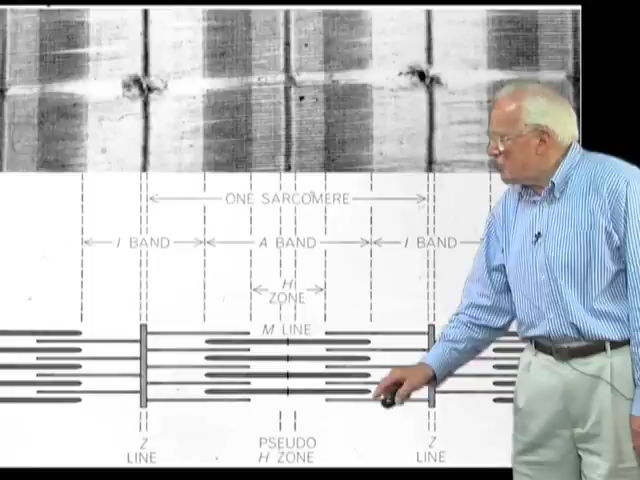 ONE SARCOMERE
I BAND A BAND I BAND
H
ZONE
M LINE
Z
LINE
PSEUDO
H ZONE
Z
LINE